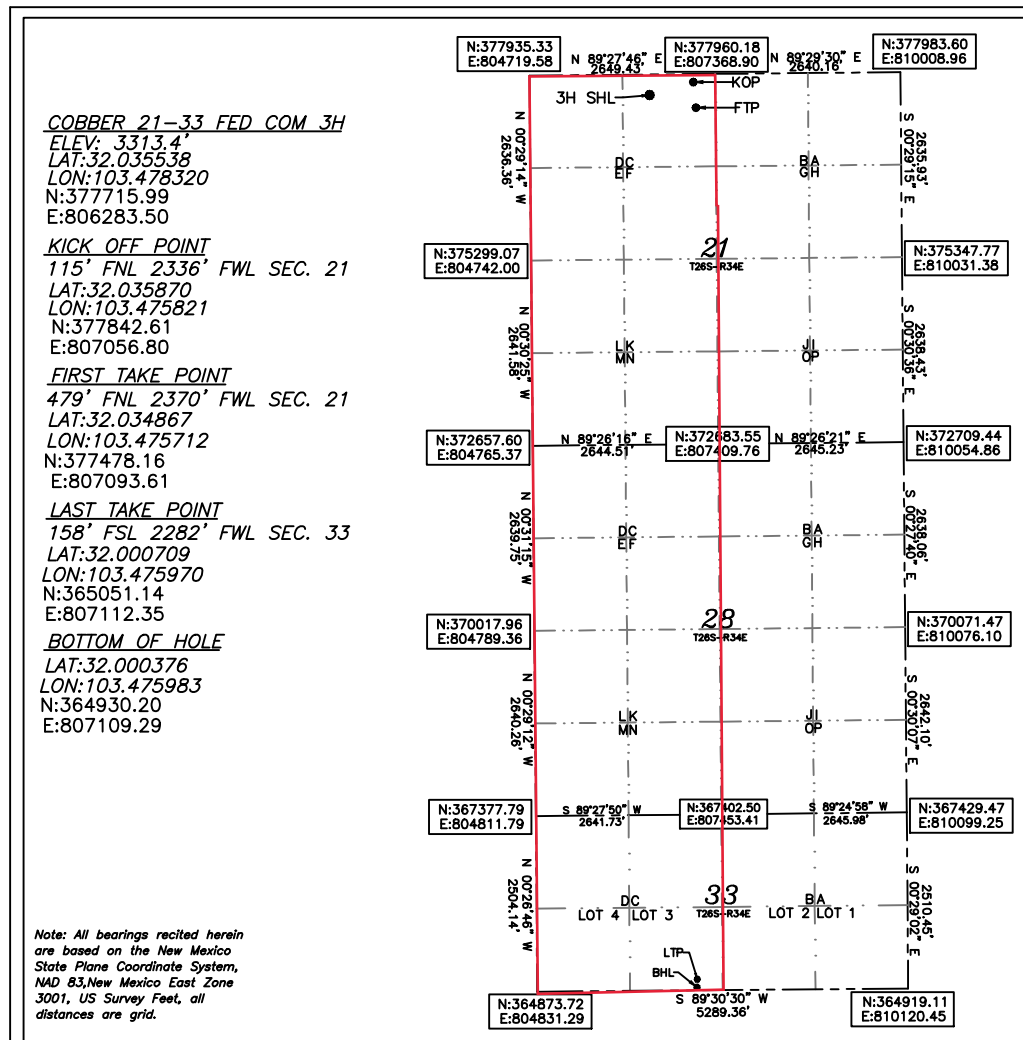 COBBER 21-33 FED COM 3H
ELEV: 3313.4'
LAT:32.035538
LON:103.478320
N:377715.99
E:806283.50
KICK OFF POINT
115' FNL 2336' FWL SEC. 21
LAT:32.035870
LON:103.475821
N:377842.61
E:807056.80
FIRST TAKE POINT
479' FNL 2370' FWL SEC. 21
LAT:32.034867
LON:103.475712
N:377478.16
E:807093.61
LAST TAKE POINT
158' FSL 2282' FWL SEC. 33
LAT:32.000709
LON:103.475970
N:365051.14
E:807112.35
BOTTOM OF HOLE
LAT:32.000376
LON:103.475983
N:364930.20
E:807109.29
Note: All bearings recited herein
are based on the New Mexico
State Plane Coordinate System,
NAD 83,New Mexico East Zone
3001, US Survey Feet, all
distances are grid.
N:377935.33
E:804719.58
N 89°27'46" E
2649.43'
N:377960.18
E:807368.90
N 89°29'30" E
2640.16'
N:377983.60
E:810008.96
KOP
3H SHL
FTP
N 00°29'14" W
2636.36'
DC
EF
BA
GH
2635.93'
S 00°29'15" E
N:375299.07
E:804742.00
21
T26S-R34E
N:375347.77
E:810031.38
N 00°30'25" W
2641.58'
LK
MN
JI
OP
2638.43'
S 00°30'36" E
N:372657.60
E:804765.37
N 89°26'16" E
2644.51'
N:372683.55
E:807409.76
N 89°26'21" E
2645.23'
N:372709.44
E:810054.86
N 00°31'15" W
2639.75'
DC
EF
BA
GH
2638.06'
S 00°27'40" E
N:370017.96
E:804789.36
28
T26S-R34E
N:370071.47
E:810076.10
N 00°29'12" W
2640.26'
LK
MN
JI
OP
2642.10'
S 00°30'07" E
N:367377.79
E:804811.79
S 89°27'50" W
2641.73'
N:367402.50
E:807453.41
S 89°24'58" W
2645.98'
N:367429.47
E:810099.25
N 00°26'46" W
2504.14'
DC
LOT 4 LOT 3
33
T26S-R34E
BA
LOT 2 LOT 1
2510.45'
S 00°29'02" E
LTP
BHL
N:364873.72
E:804831.29
S 89°30'30" W
5289.36'
N:364919.11
E:810120.45